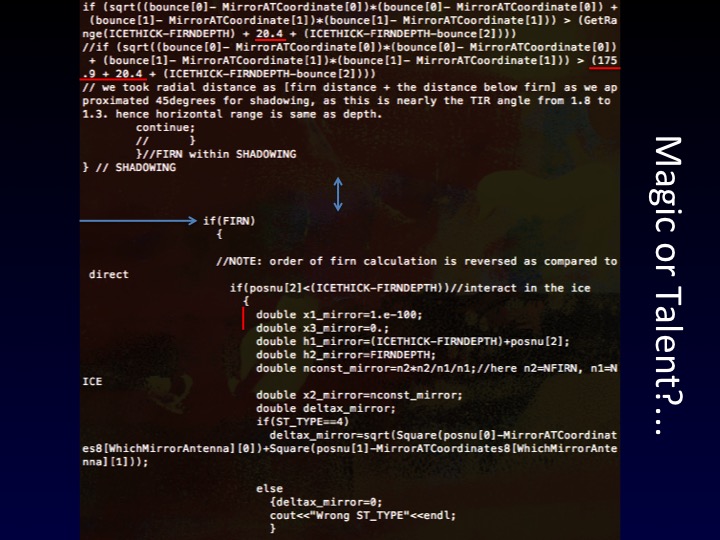 if (sqrt((bounce[0]- MirrorATCoordinate[0])*(bounce[0]- MirrorATCoordinate[0]) +
 (bounce[1]- MirrorATCoordinate[1])*(bounce[1]- MirrorATCoordinate[1])) > (GetRa
nge(ICETHICK-FIRNDEPTH) + 20.4 + (ICETHICK-FIRNDEPTH-bounce[2])))
//if (sqrt((bounce[0]- MirrorATCoordinate[0])*(bounce[0]- MirrorATCoordinate[0])
 + (bounce[1]- MirrorATCoordinate[1])*(bounce[1]- MirrorATCoordinate[1])) > (175
.9 + 20.4 + (ICETHICK-FIRNDEPTH-bounce[2])))
// we took radial distance as [firn distance + the distance below firn] as we ap
proximated 45degrees for shadowing, as this is nearly the TIR angle from 1.8 to
1.3. hence horizontal range is same as depth.
continue;
// }
}//FIRN within SHADOWING
} // SHADOWING
if(FIRN)
{
//NOTE: order of firn calculation is reversed as compared to
direct
if(posnu[2]<(ICETHICK-FIRNDEPTH))//interact in the ice
{
double x1_mirror=1.e-100;
double x3_mirror=0.;
double h1_mirror=(ICETHICK-FIRNDEPTH)+posnu[2];
double h2_mirror=FIRNDEPTH;
double nconst_mirror=n2*n2/n1/n1;//here n2=NFIRN, n1=N
ICE
double x2_mirror=nconst_mirror;
double deltax_mirror;
if(ST_TYPE==4)
deltax_mirror=sqrt(Square(posnu[0]-MirrorATCoordinat
es8[WhichMirrorAntenna][0])+Square(posnu[1]-MirrorATCoordinates8[WhichMirrorAnte
nna][1]));
else
{deltax_mirror=0;
cout<<"Wrong ST_TYPE"<<endl;
}
Magic or Talent?...